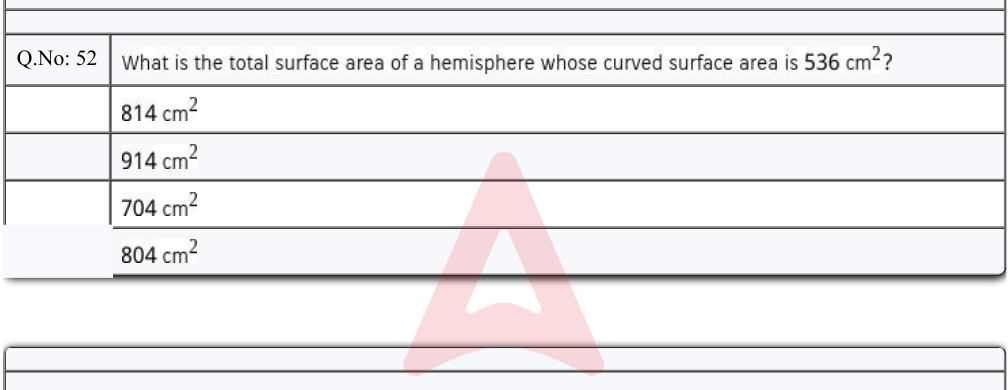 Q.No: 52 What is the total surface area of a hemisphere whose curved surface area is 536 cm²?
814 cm²
914 cm²
704 cm²
804 cm²